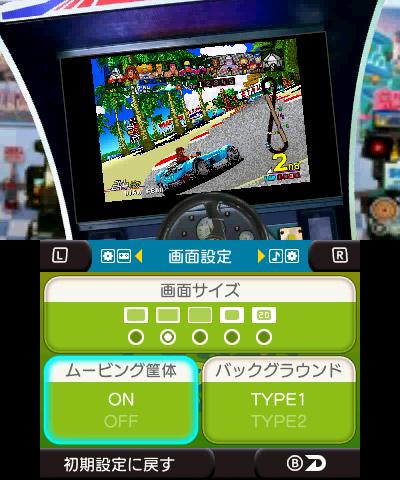 2nd
L
画面設定
R
画面サイズ
2D
ムービング筐体
バックグラウンド
ON
TYPE1
OFF
TYPE2
初期設定に戻す
B